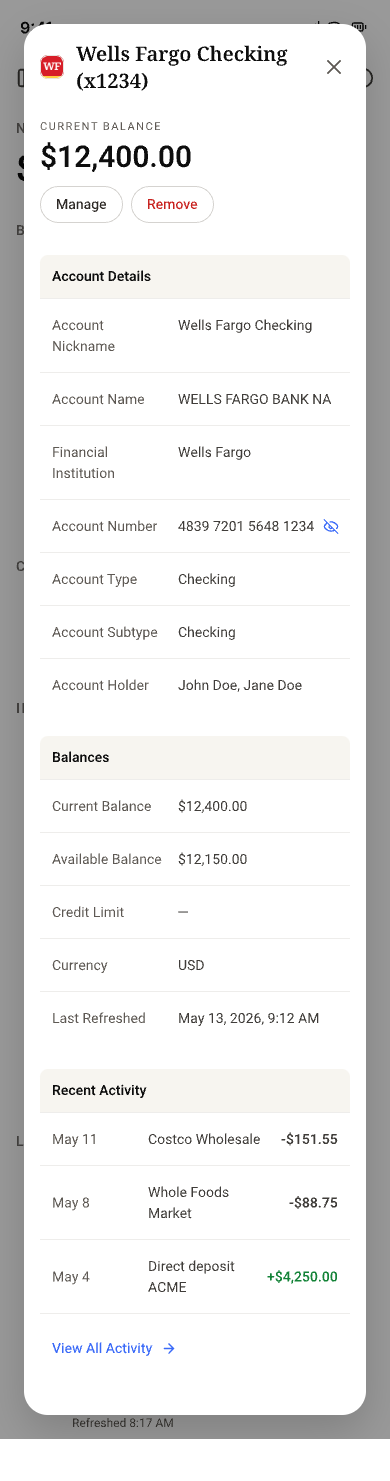 9:41
WF
Wells Fargo Checking
(x1234)
CURRENT BALANCE
$12,400.00
Manage
Remove
Account Details
Account
Nickname
Wells Fargo Checking
Account Name
WELLS FARGO BANK NA
Financial
Institution
Wells Fargo
Account Number
4839 7201 5648 1234
Account Type
Checking
Account Subtype
Checking
Account Holder
John Doe, Jane Doe
Balances
Current Balance
$12,400.00
Available Balance
$12,150.00
Credit Limit
—
Currency
USD
Last Refreshed
May 13, 2026, 9:12 AM
Recent Activity
May 11
Costco Wholesale
-$151.55
May 8
Whole Foods
Market
-$88.75
May 4
Direct deposit
ACME
+$4,250.00
View All Activity
Refreshed 8:17 AM